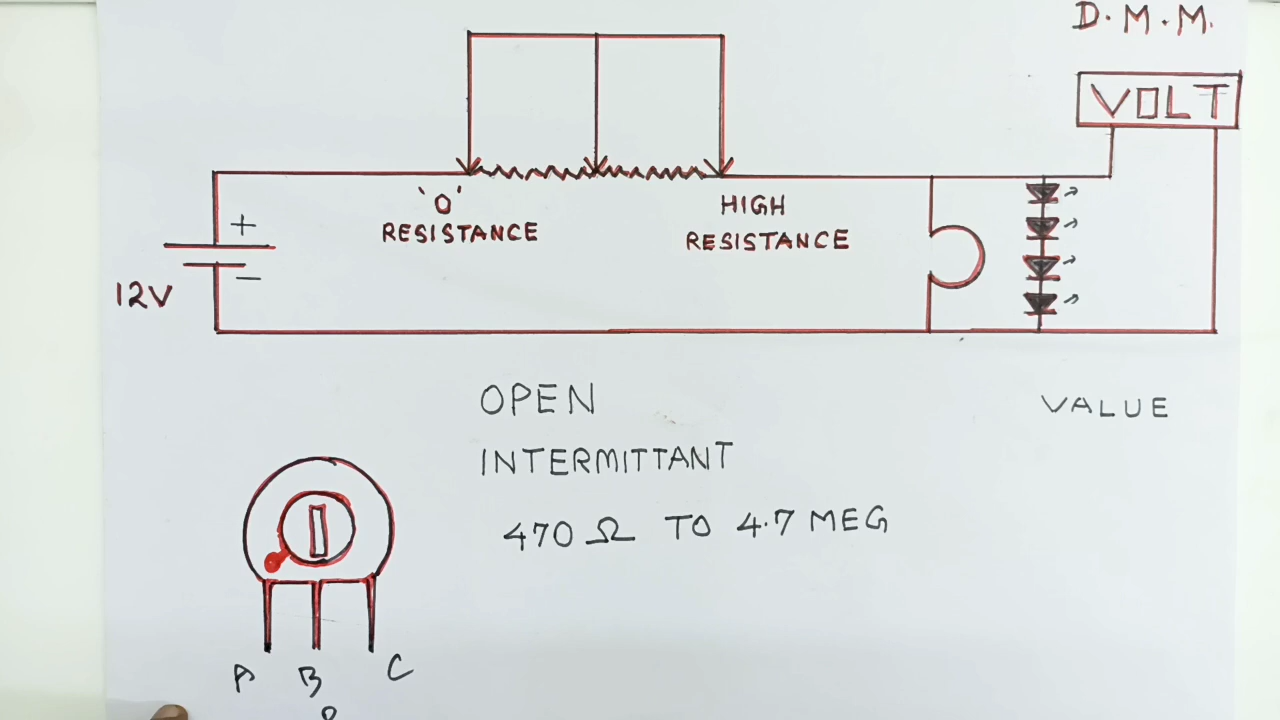 D.M.M.
VOLT
'0'
RESISTANCE
HIGH
RESISTANCE
+
−
12V
OPEN
VALUE
INTERMITTANT
470 Ω TO 4.7 MEG
A B C